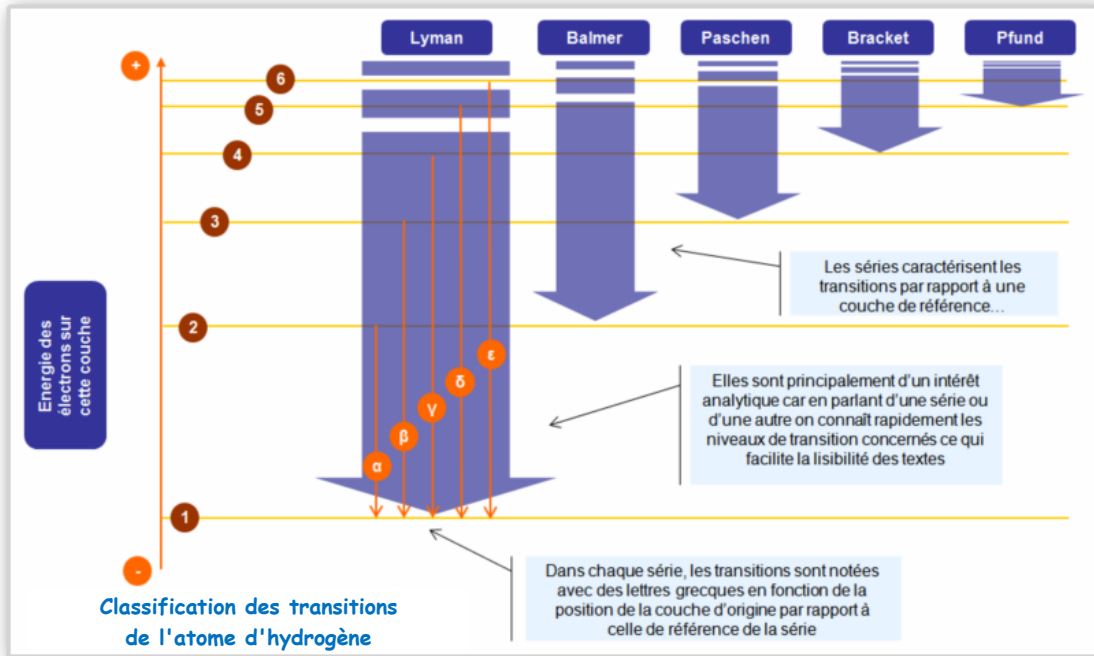 Lyman
Balmer
Paschen
Bracket
Pfund
+
6
5
4
3
2
1
-
Energie des
électrons sur
cette couche
α
β
γ
δ
ε
Les séries caractérisent les
transitions par rapport à une
couche de référence...
Elles sont principalement d'un intérêt
analytique car en parlant d'une série ou
d'une autre on connaît rapidement les
niveaux de transition concernés ce qui
facilite la lisibilité des textes
Dans chaque série, les transitions sont notées
avec des lettres grecques en fonction de la
position de la couche d'origine par rapport à
celle de référence de la série
Classification des transitions
de l'atome d'hydrogène